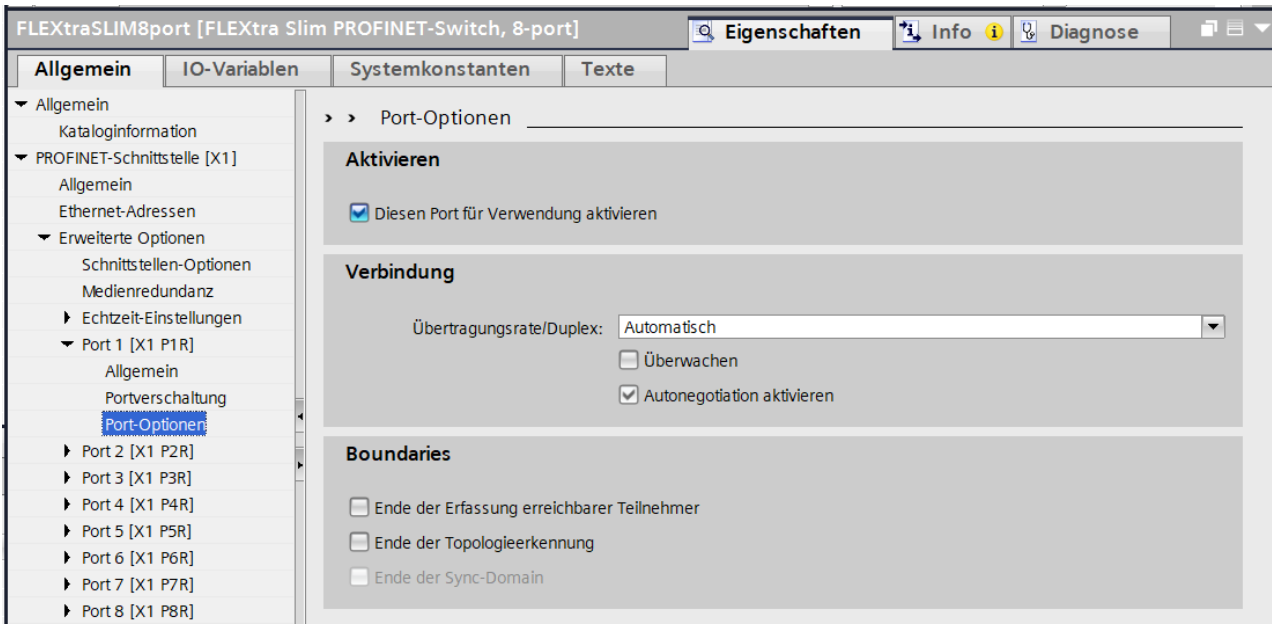 FLEXtraSLIM8port [FLEXtra Slim PROFINET-Switch, 8-port]
Eigenschaften
Info
Diagnose
Allgemein
IO-Variablen
Systemkonstanten
Texte
Allgemein
Kataloginformation
PROFINET-Schnittstelle [X1]
Allgemein
Ethernet-Adressen
Erweiterte Optionen
Schnittstellen-Optionen
Medienredundanz
Echtzeit-Einstellungen
Port 1 [X1 P1R]
Allgemein
Portverschaltung
Port-Optionen
Port 2 [X1 P2R]
Port 3 [X1 P3R]
Port 4 [X1 P4R]
Port 5 [X1 P5R]
Port 6 [X1 P6R]
Port 7 [X1 P7R]
Port 8 [X1 P8R]
Port-Optionen
Aktivieren
Diesen Port für Verwendung aktivieren
Verbindung
Übertragungsrate/Duplex: Automatisch
Überwachen
Autonegotiation aktivieren
Boundaries
Ende der Erfassung erreichbarer Teilnehmer
Ende der Topologieerkennung
Ende der Sync-Domain